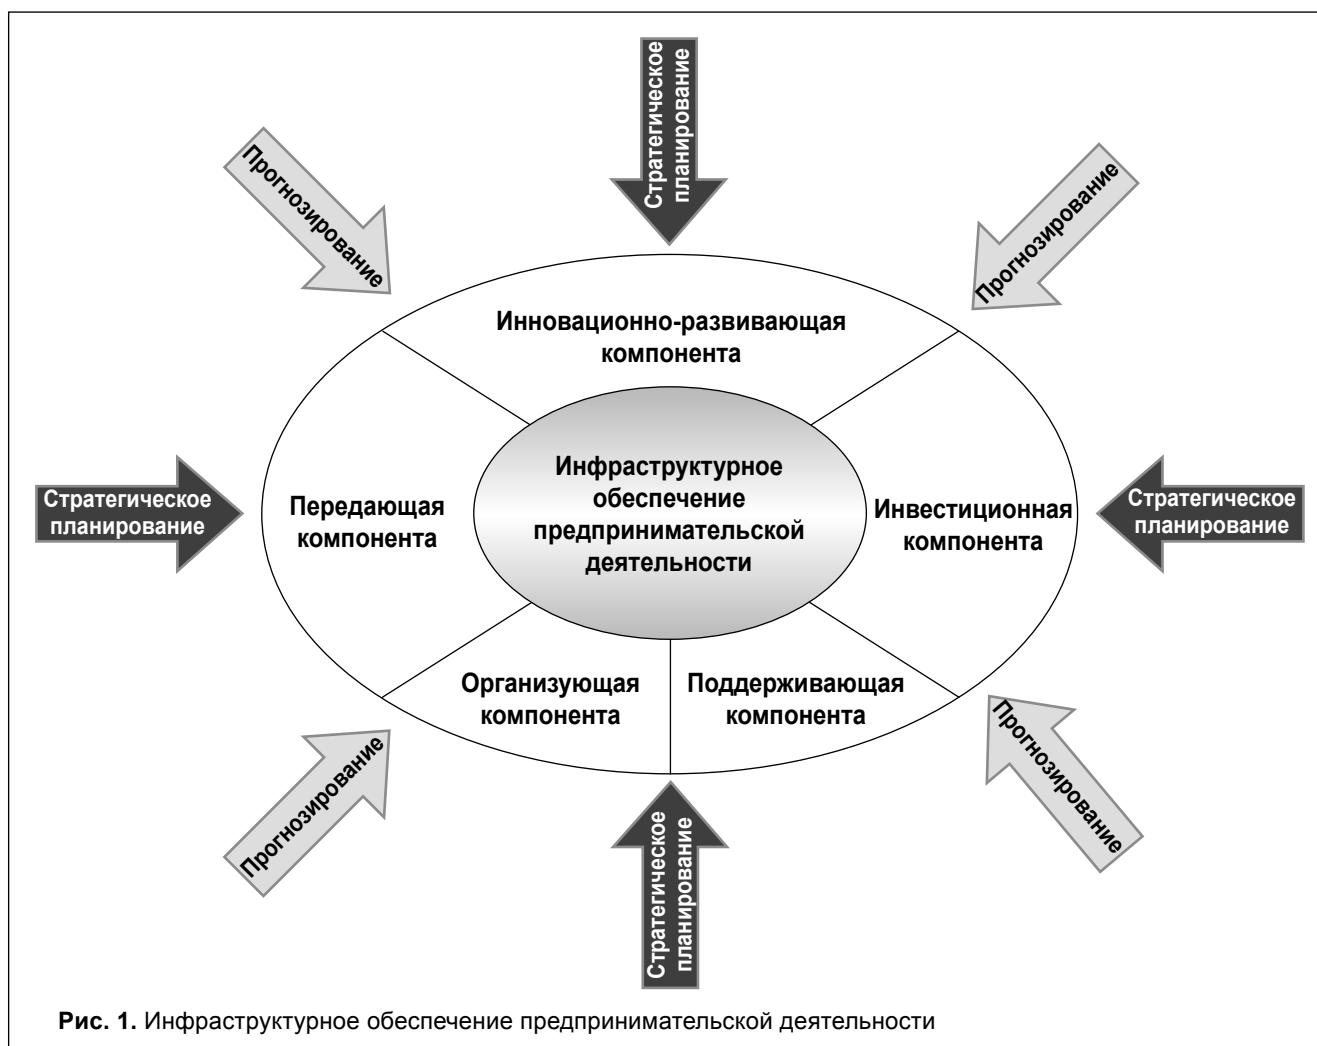 Стратегическое
планирование
Прогнозирование
Прогнозирование
Инновационно-развивающая
компонента
Стратегическое
планирование
Передающая
компонента
Инфраструктурное
обеспечение
предпринимательской
деятельности
Инвестиционная
компонента
Стратегическое
планирование
Организующая
компонента
Поддерживающая
компонента
Прогнозирование
Прогнозирование
Стратегическое
планирование
Рис. 1. Инфраструктурное обеспечение предпринимательской деятельности